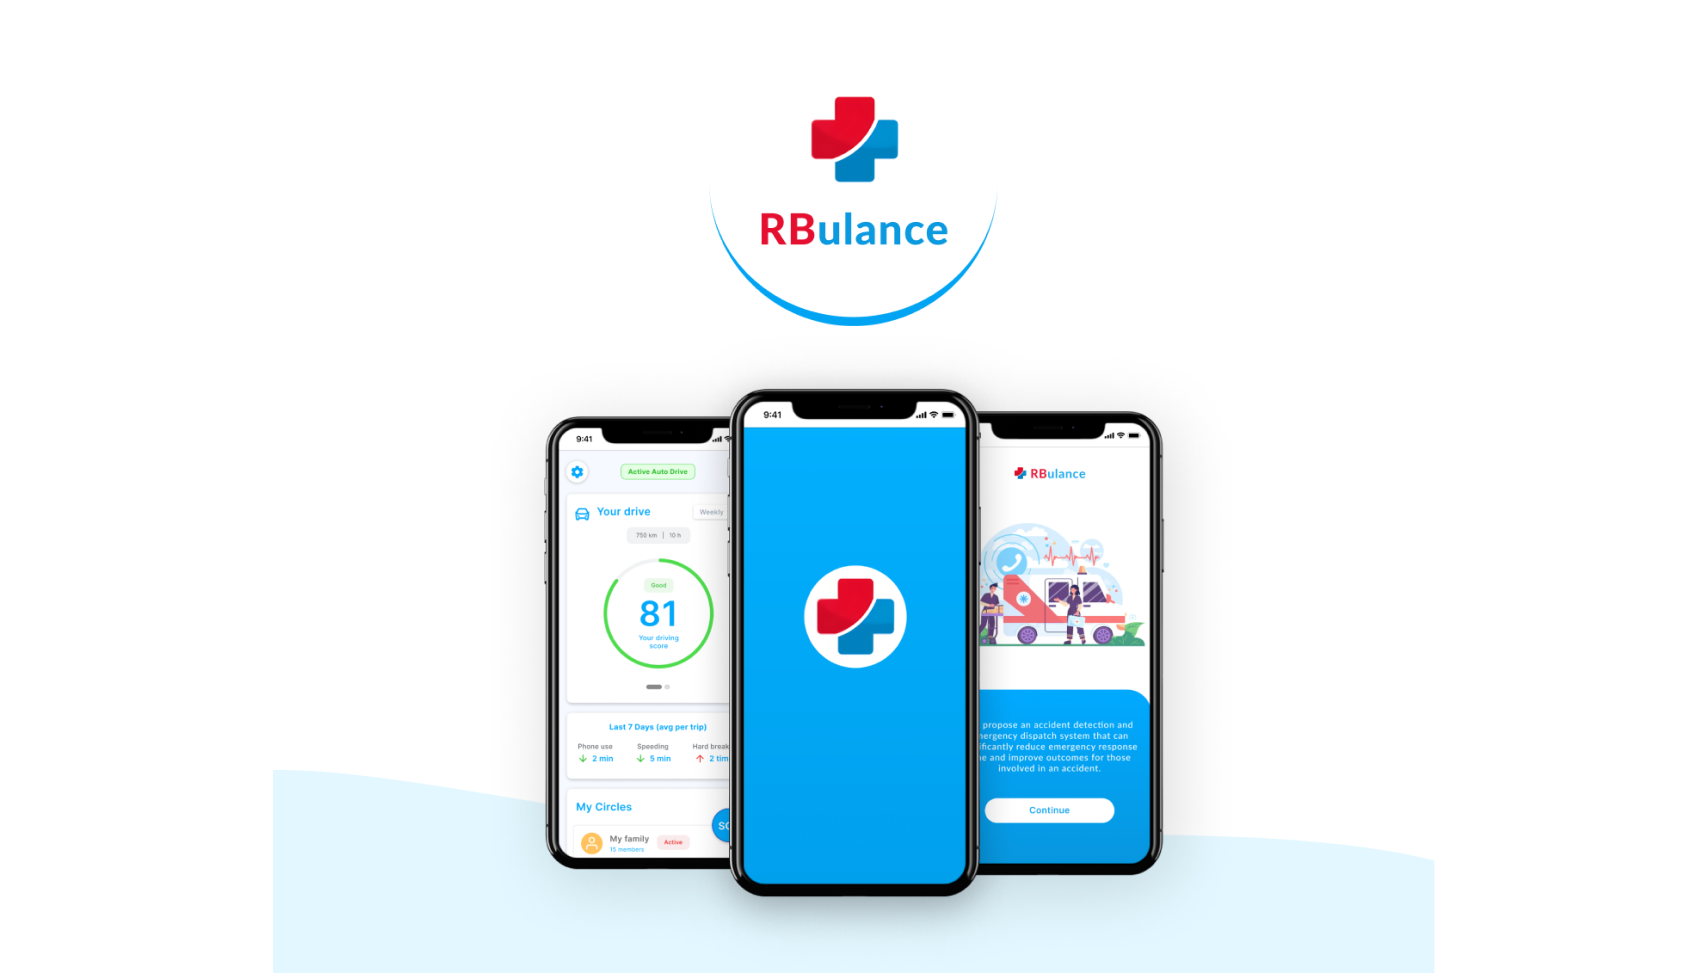 RBulance
9:41
Active Auto Drive
Your drive
Weekly
750 km | 10 h
Good
81
Your driving
score
Last 7 Days (avg per trip)
Phone use
Speeding
Hard break
2 min
5 min
2 tim
My Circles
My family
15 members
Active
9:41
RBulance
propose an accident detection and
dispatch system that can
reduce emergency response
and improve outcomes for those
involved in an accident.
Continue